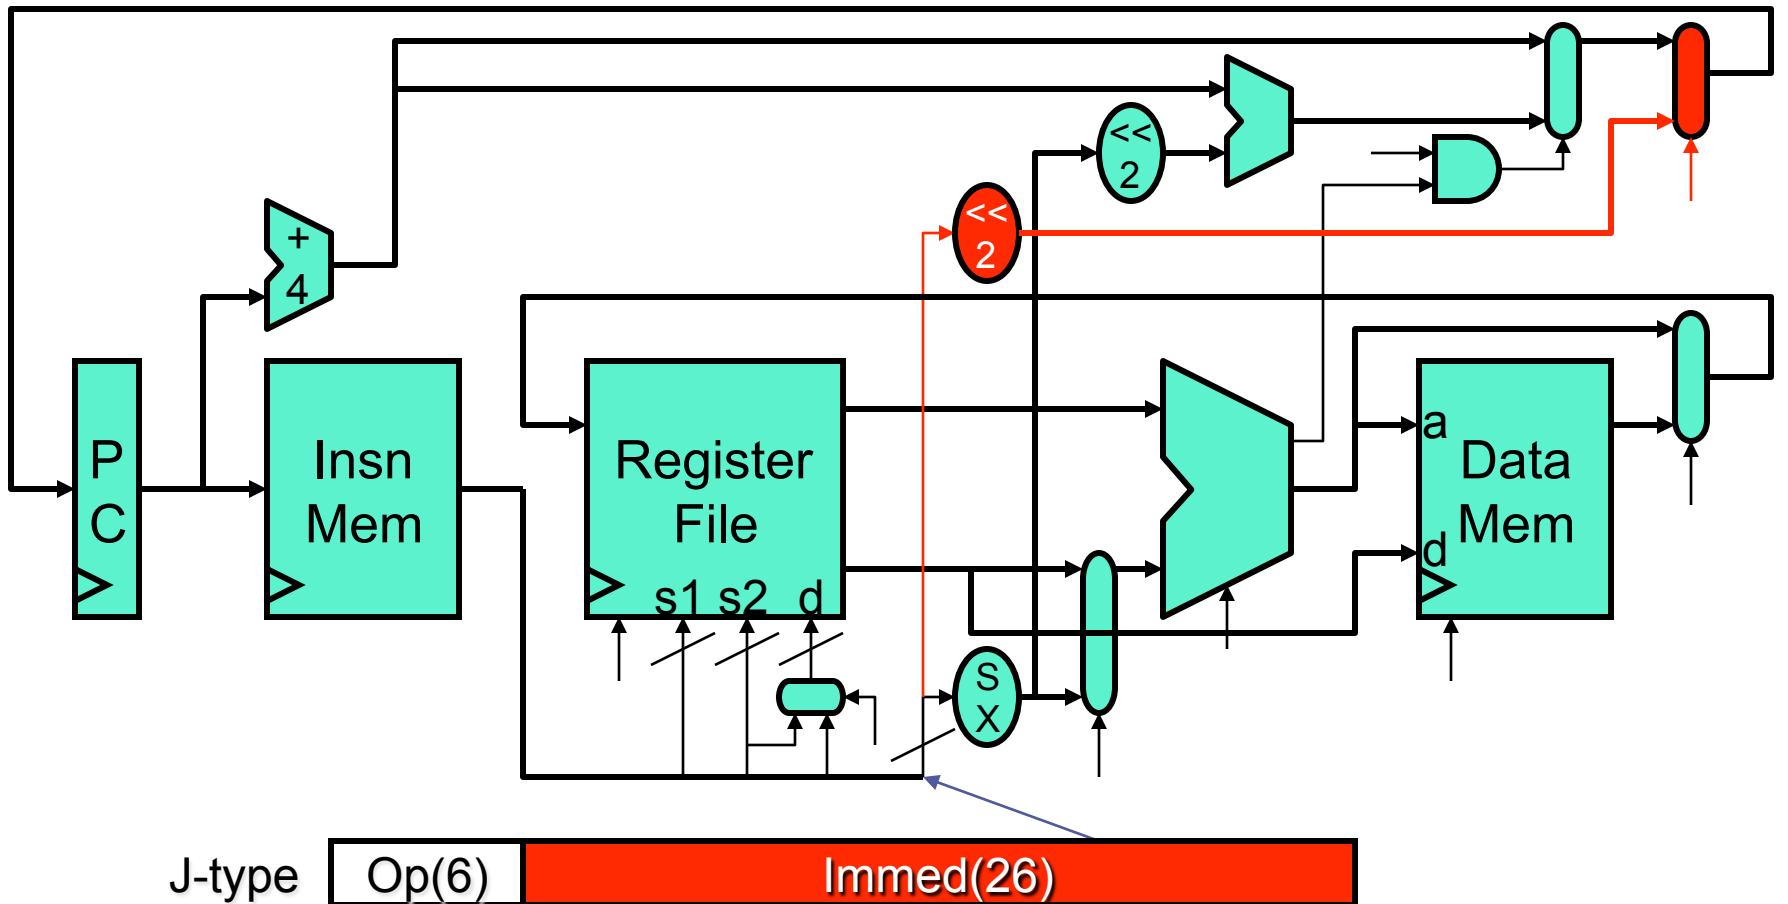 <<
2
<<
2
+
4
P
C
Insn
Mem
Register
File
s1 s2 d
a
Data
Mem
d
S
X
J-type Op(6) Immed(26)